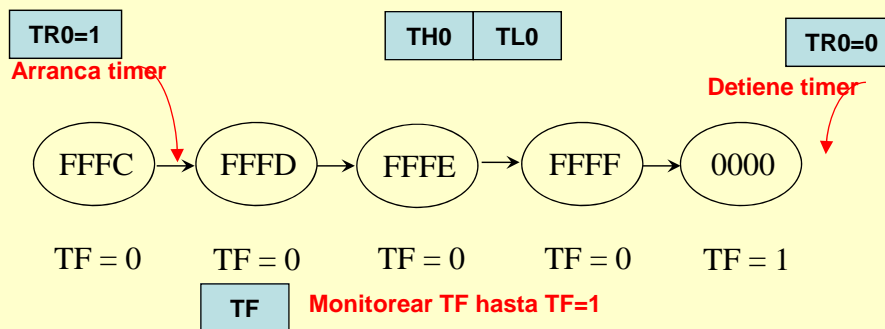 TR0=1
TH0 TL0
TR0=0
Arranca timer
Detiene timer
FFFC FFFD FFFE FFFF 0000
TF = 0 TF = 0 TF = 0 TF = 0 TF = 1
TF Monitorear TF hasta TF=1